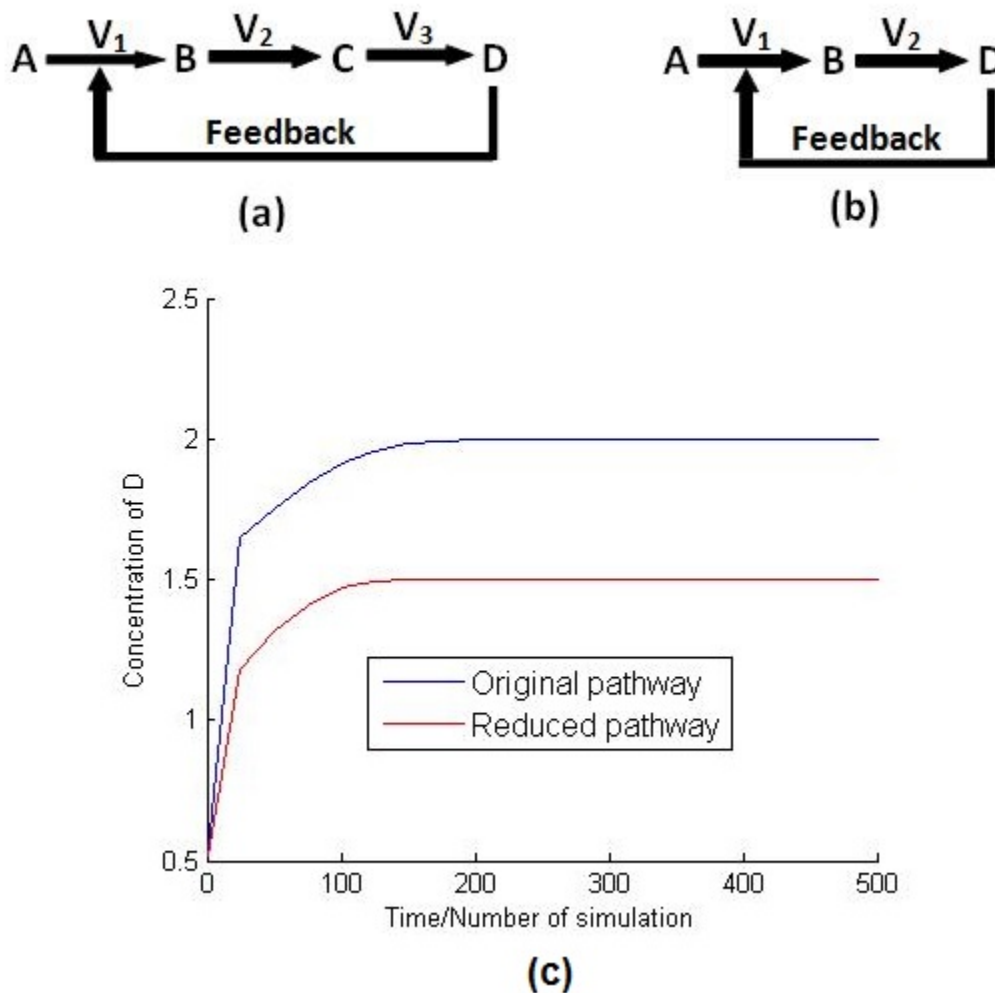 A V₁ B V₂ C V₃ D
Feedback
(a)
A V₁ B V₂ D
Feedback
(b)
2.5
2
1.5
1
0.5
Concentration of D
Original pathway
Reduced pathway
0 100 200 300 400 500
Time/Number of simulation
(c)